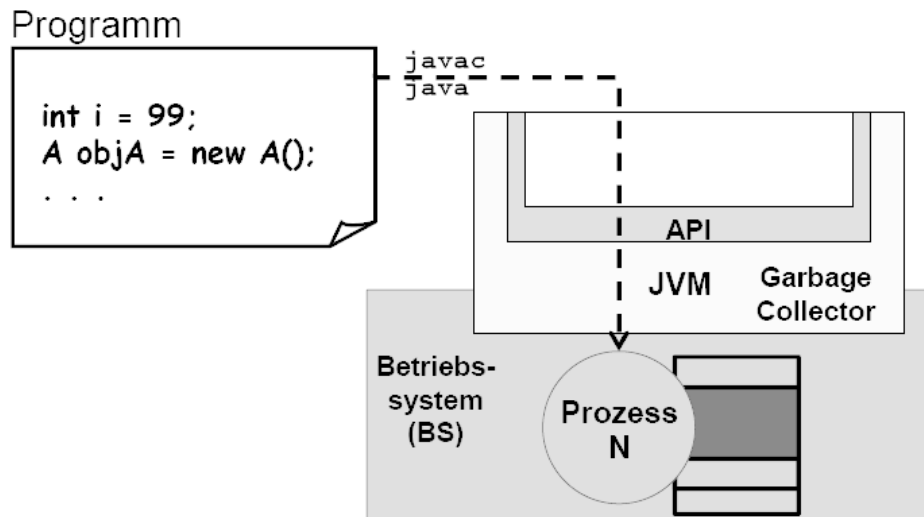 Programm
int i = 99;
A objA = new A();
. . .
javac
java
API
JVM
Garbage
Collector
Betriebs-
system
(BS)
Prozess
N